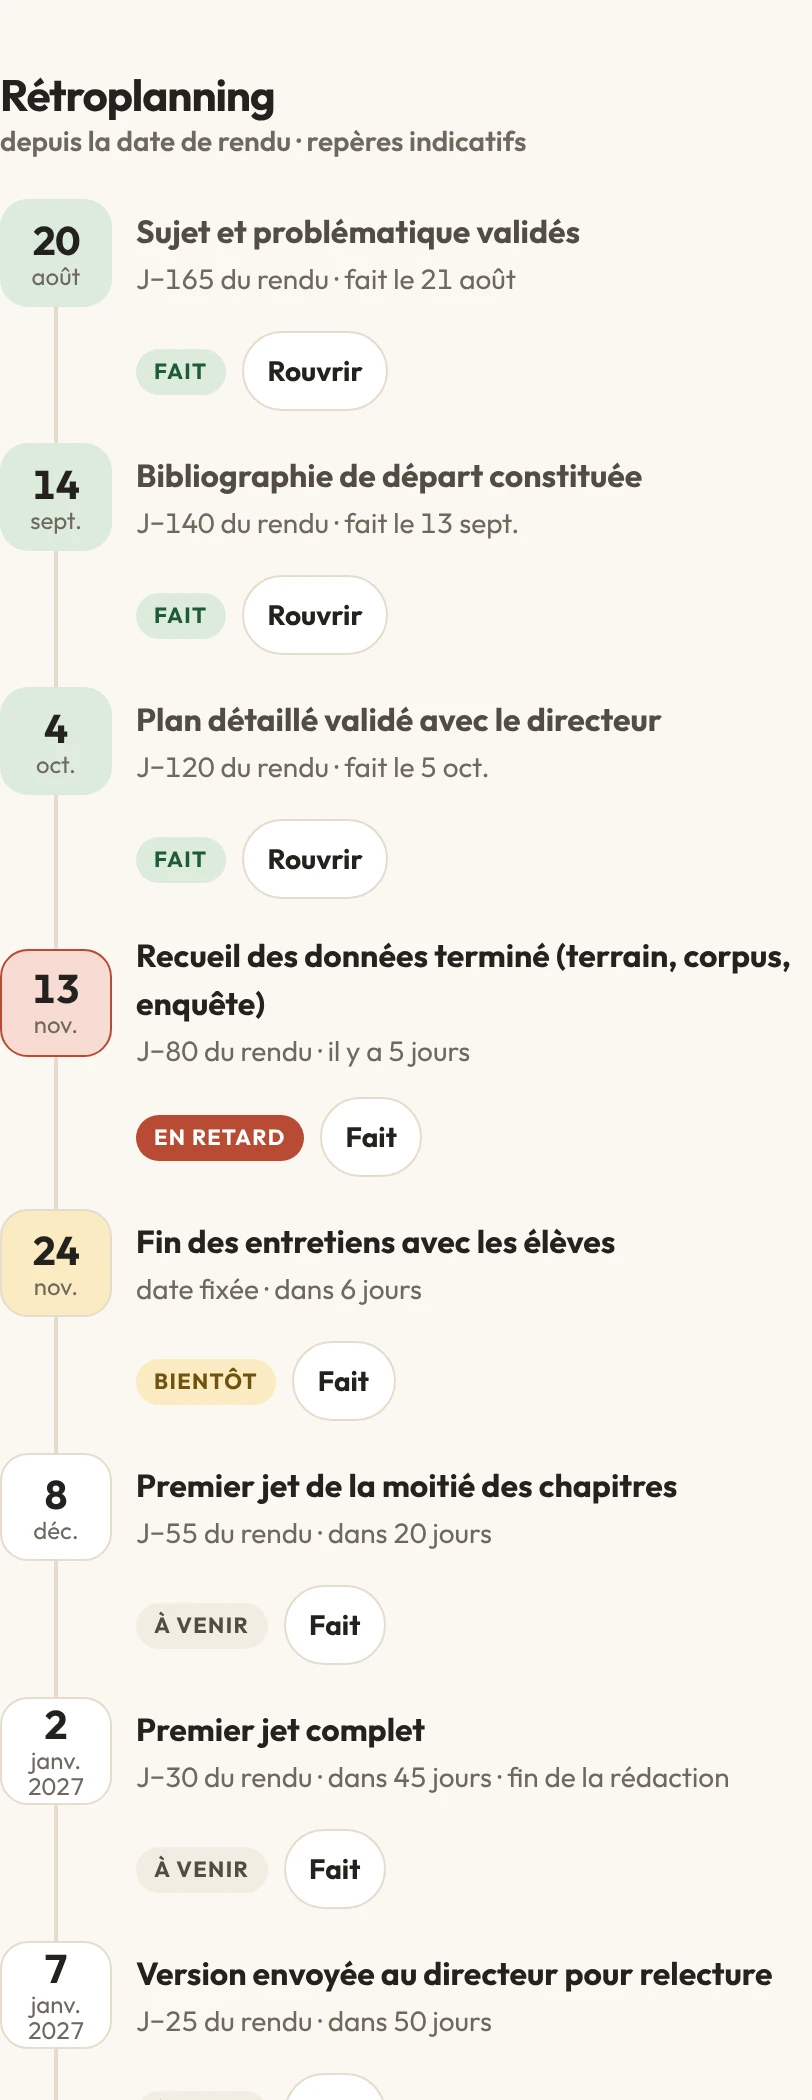 Rétroplanning
depuis la date de rendu · repères indicatifs
20
août
Sujet et problématique validés
J−165 du rendu · fait le 21 août
FAIT
Rouvrir
14
sept.
Bibliographie de départ constituée
J−140 du rendu · fait le 13 sept.
FAIT
Rouvrir
4
oct.
Plan détaillé validé avec le directeur
J−120 du rendu · fait le 5 oct.
FAIT
Rouvrir
13
nov.
Recueil des données terminé (terrain, corpus,
enquête)
J−80 du rendu · il y a 5 jours
EN RETARD
Fait
24
nov.
Fin des entretiens avec les élèves
date fixée · dans 6 jours
BIENTÔT
Fait
8
déc.
Premier jet de la moitié des chapitres
J−55 du rendu · dans 20 jours
À VENIR
Fait
2
janv.
2027
Premier jet complet
J−30 du rendu · dans 45 jours · fin de la rédaction
À VENIR
Fait
7
janv.
2027
Version envoyée au directeur pour relecture
J−25 du rendu · dans 50 jours